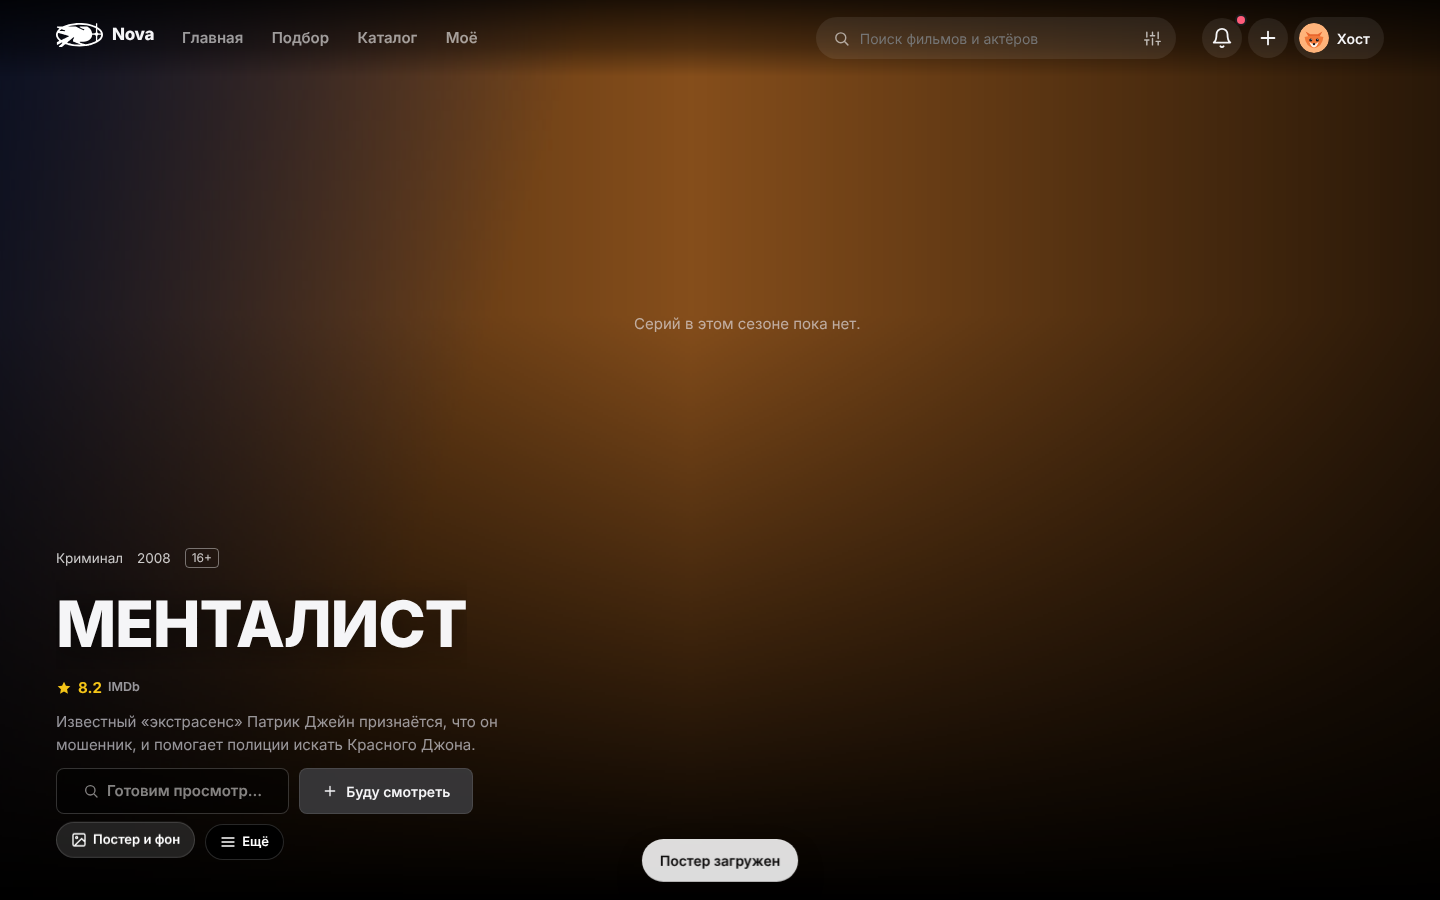 Nova
Главная
Подбор
Каталог
Моё
Поиск фильмов и актёров
Хост
Серий в этом сезоне пока нет.
Криминал 2008 16+
МЕНТАЛИСТ
8.2 IMDb
Известный «экстрасенс» Патрик Джейн признаётся, что он
мошенник, и помогает полиции искать Красного Джона.
Готовим просмотр...
Буду смотреть
Постер и фон
Ещё
Постер загружен